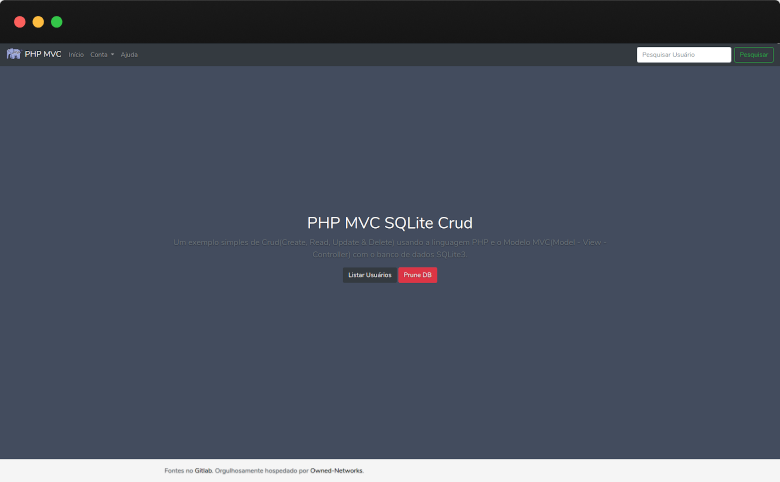 PHP MVC Início Conta Ajuda Pesquisar Usuário Pesquisar
PHP MVC SQLite Crud
Um exemplo simples de Crud(Create, Read, Update & Delete) usando a linguagem PHP e o Modelo MVC(Model - View -
Controller) com o banco de dados SQLite3.
Listar Usuários Prune DB
Fontes no Gitlab. Orgulhosamente hospedado por Owned-Networks.